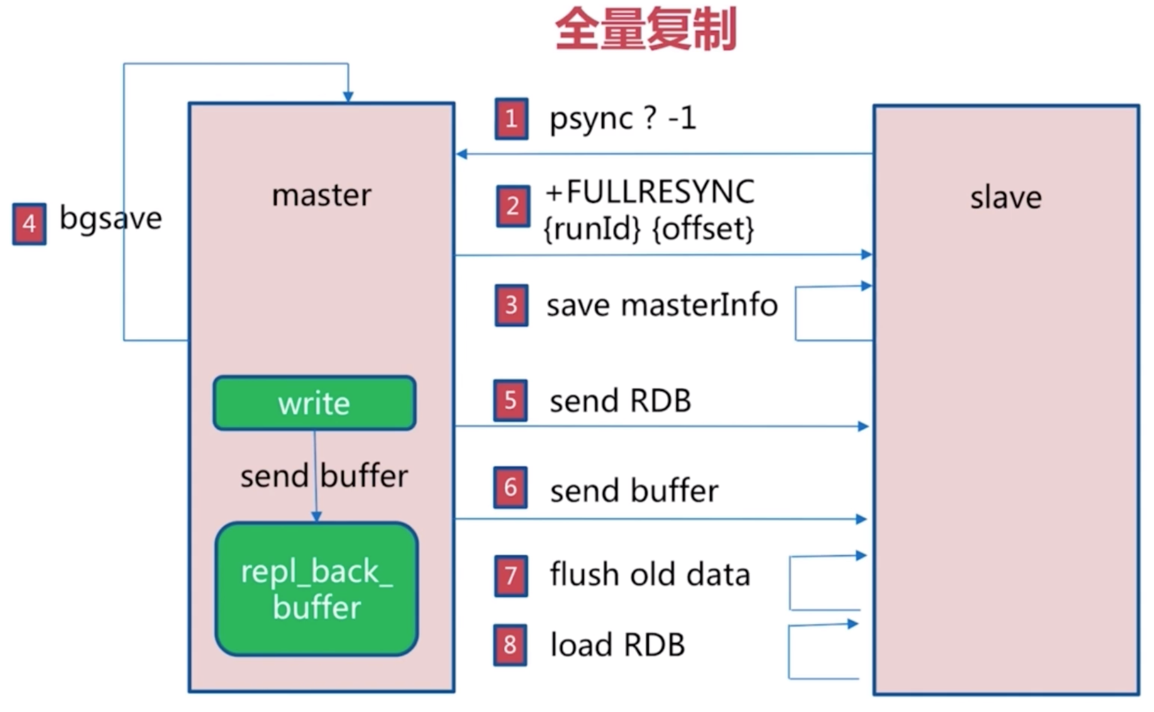 全量复制
1 psync ? -1
master
2 +FULLRESYNC
{runId} {offset}
slave
4 bgsave
3 save masterInfo
write
5 send RDB
send buffer
6 send buffer
repl_back_
buffer
7 flush old data
8 load RDB